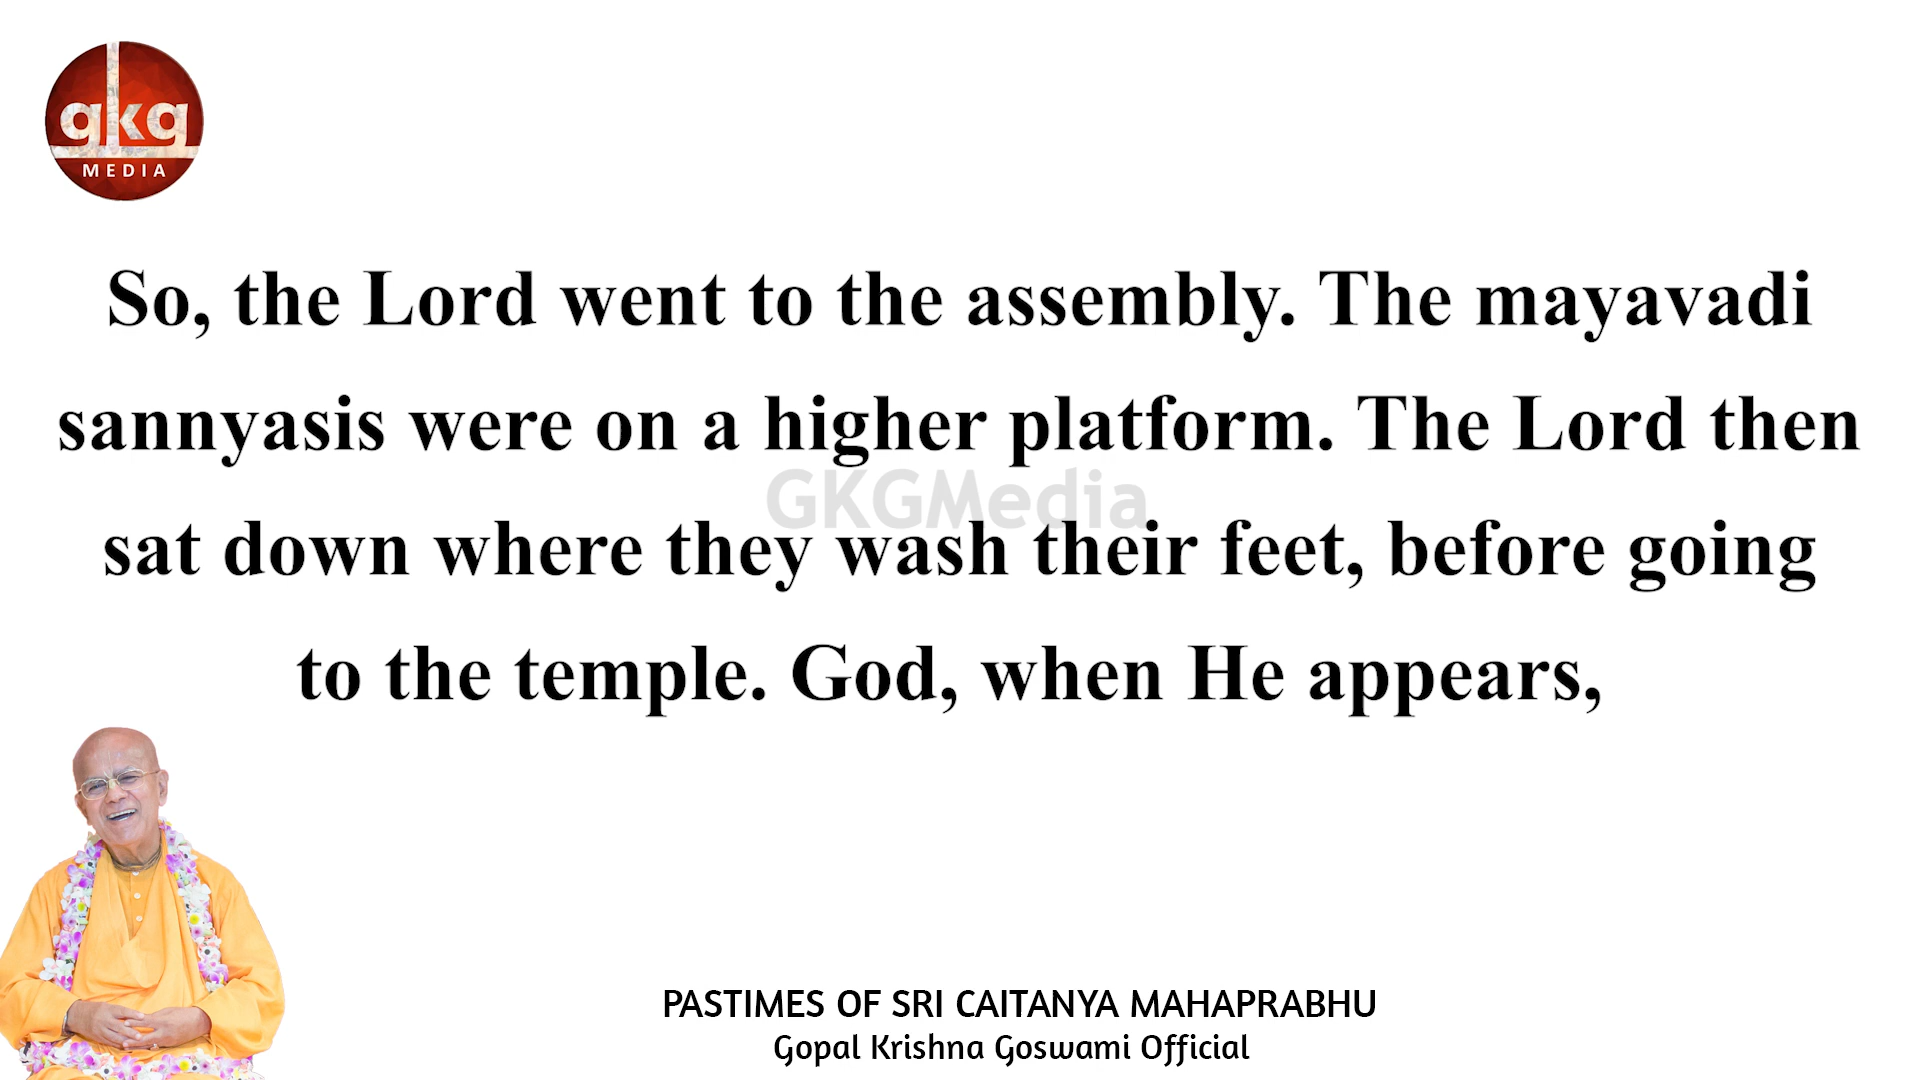 gkg
MEDIA
So, the Lord went to the assembly. The mayavadi
sannyasis were on a higher platform. The Lord then
GKGMedia
sat down where they wash their feet, before going
to the temple. God, when He appears,
PASTIMES OF SRI CAITANYA MAHAPRABHU
Gopal Krishna Goswami Official